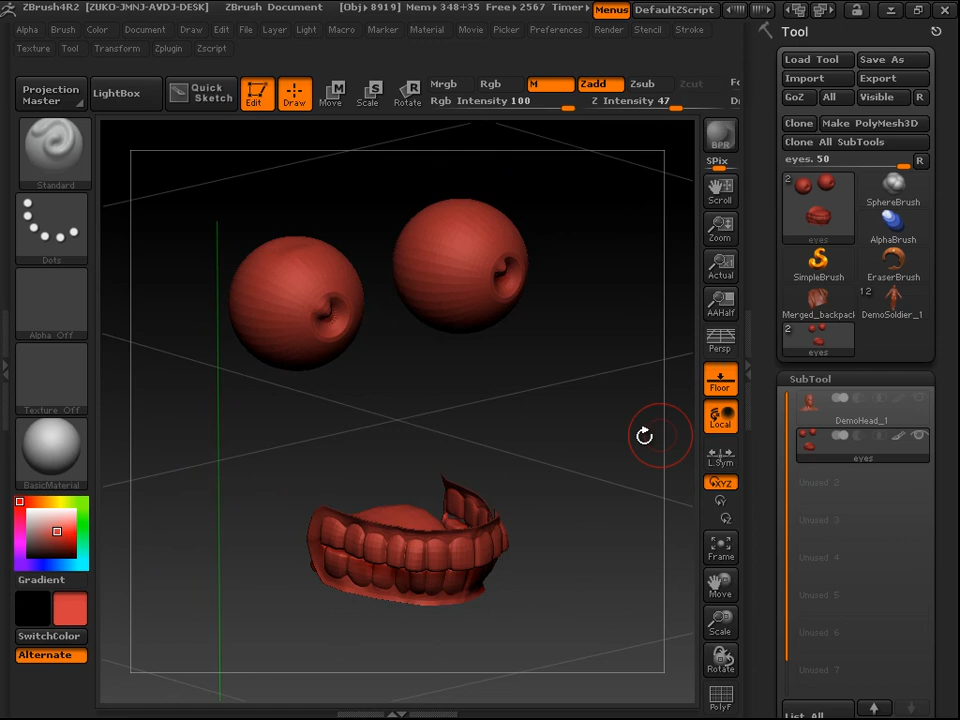 ZBrush4R2 [ZUKO-JMNJ-AVDJ-DESK] ZBrush Document [Obj▸8919] Mem▸348+35 Free▸2567 Timer▸ Menus DefaultZScript
Alpha Brush Color Document Draw Edit File Layer Light Macro Marker Material Movie Picker Preferences Render Stencil Stroke
Texture Tool Transform Zplugin Zscript
Projection Master
LightBox
Quick Sketch
Edit Draw Move Scale Rotate
Mrgb Rgb M Zadd Zsub Zcut
Rgb Intensity 100 Z Intensity 47
Standard
Dots
Alpha Off
Texture Off
BasicMaterial
Gradient
SwitchColor
Alternate
BPR
SPix
Scroll
Zoom
Actual
AAHalf
Persp
Floor
Local
L.Sym
XYZ
Y
Z
Frame
Move
Scale
Rotate
PolyF
Tool
Load Tool Save As
Import Export
GoZ All Visible R
Clone Make PolyMesh3D
Clone All SubTools
eyes. 50 R
2
eyes
SphereBrush
AlphaBrush
SimpleBrush EraserBrush
12
Merged_backpack DemoSoldier_1
2
eyes
SubTool
DemoHead_1
eyes
Unused 2
Unused 3
Unused 4
Unused 5
Unused 6
Unused 7
List All